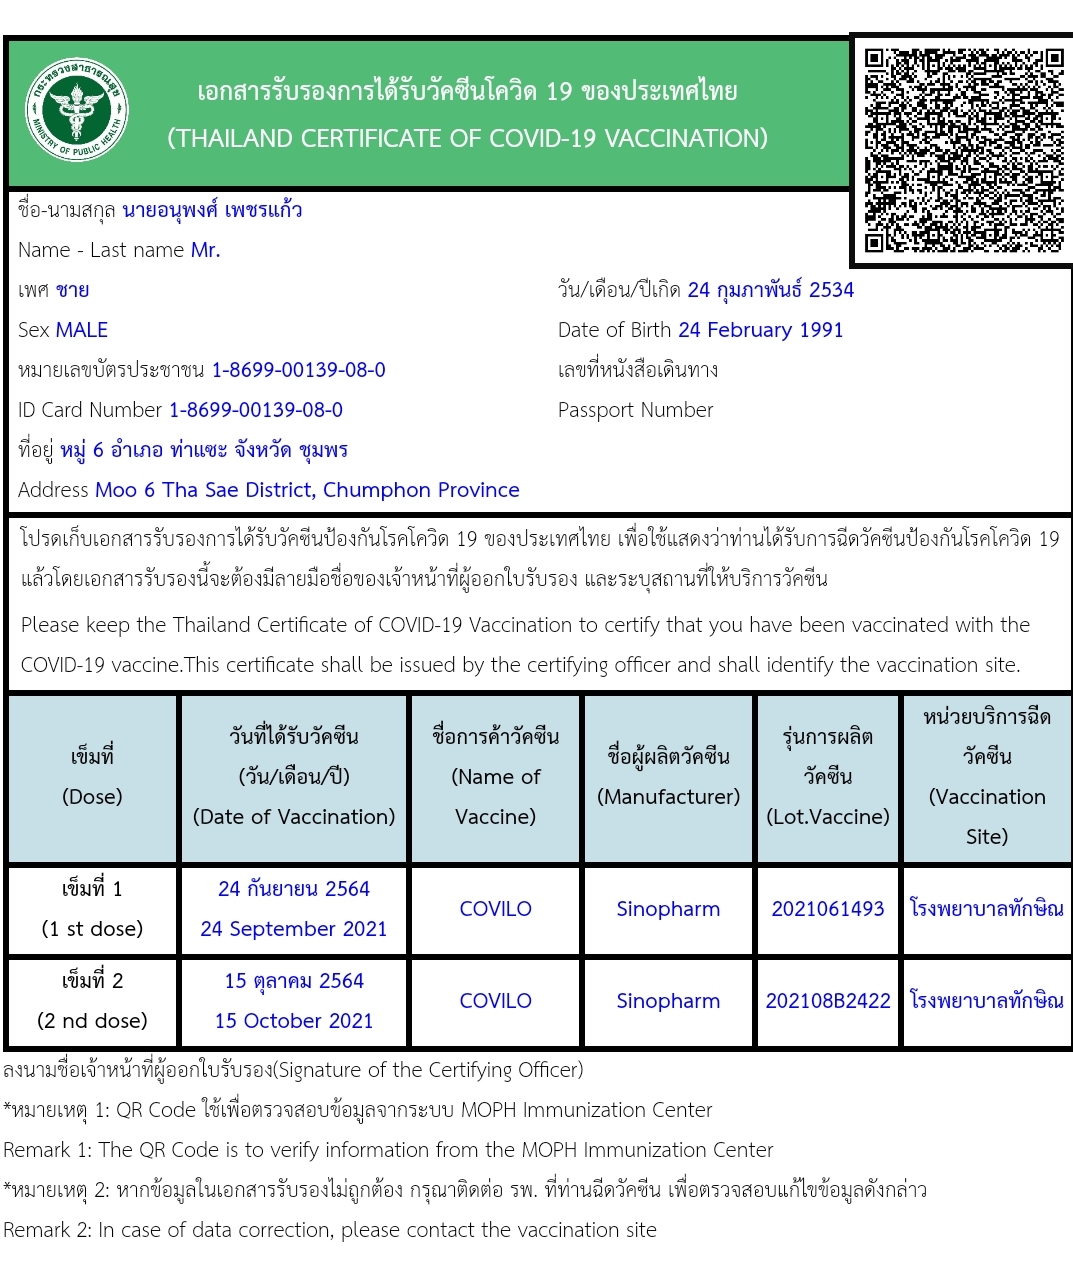 กระทรวงสาธารณสุข
MINISTRY OF PUBLIC HEALTH
เอกสารรับรองการได้รับวัคซีนโควิด 19 ของประเทศไทย
(THAILAND CERTIFICATE OF COVID-19 VACCINATION)
ชื่อ-นามสกุล นายอนุพงศ์ เพชรแก้ว
Name - Last name Mr.
เพศ ชาย วัน/เดือน/ปีเกิด 24 กุมภาพันธ์ 2534
Sex MALE Date of Birth 24 February 1991
หมายเลขบัตรประชาชน 1-8699-00139-08-0 เลขที่หนังสือเดินทาง
ID Card Number 1-8699-00139-08-0 Passport Number
ที่อยู่ หมู่ 6 อำเภอ ท่าแซะ จังหวัด ชุมพร
Address Moo 6 Tha Sae District, Chumphon Province
โปรดเก็บเอกสารรับรองการได้รับวัคซีนป้องกันโรคโควิด 19 ของประเทศไทย เพื่อใช้แสดงว่าท่านได้รับการฉีดวัคซีนป้องกันโรคโควิด 19
แล้วโดยเอกสารรับรองนี้จะต้องมีลายมือชื่อของเจ้าหน้าที่ผู้ออกใบรับรอง และระบุสถานที่ให้บริการวัคซีน
Please keep the Thailand Certificate of COVID-19 Vaccination to certify that you have been vaccinated with the
COVID-19 vaccine.This certificate shall be issued by the certifying officer and shall identify the vaccination site.
เข็มที่
(Dose)
วันที่ได้รับวัคซีน
(วัน/เดือน/ปี)
(Date of Vaccination)
ชื่อการค้าวัคซีน
(Name of
Vaccine)
ชื่อผู้ผลิตวัคซีน
(Manufacturer)
รุ่นการผลิต
วัคซีน
(Lot.Vaccine)
หน่วยบริการฉีด
วัคซีน
(Vaccination
Site)
เข็มที่ 1
(1 st dose)
24 กันยายน 2564
24 September 2021
COVILO
Sinopharm
2021061493
โรงพยาบาลทักษิณ
เข็มที่ 2
(2 nd dose)
15 ตุลาคม 2564
15 October 2021
COVILO
Sinopharm
202108B2422
โรงพยาบาลทักษิณ
ลงนามชื่อเจ้าหน้าที่ผู้ออกใบรับรอง(Signature of the Certifying Officer)
*หมายเหตุ 1: QR Code ใช้เพื่อตรวจสอบข้อมูลจากระบบ MOPH Immunization Center
Remark 1: The QR Code is to verify information from the MOPH Immunization Center
*หมายเหตุ 2: หากข้อมูลในเอกสารรับรองไม่ถูกต้อง กรุณาติดต่อ รพ. ที่ท่านฉีดวัคซีน เพื่อตรวจสอบแก้ไขข้อมูลดังกล่าว
Remark 2: In case of data correction, please contact the vaccination site